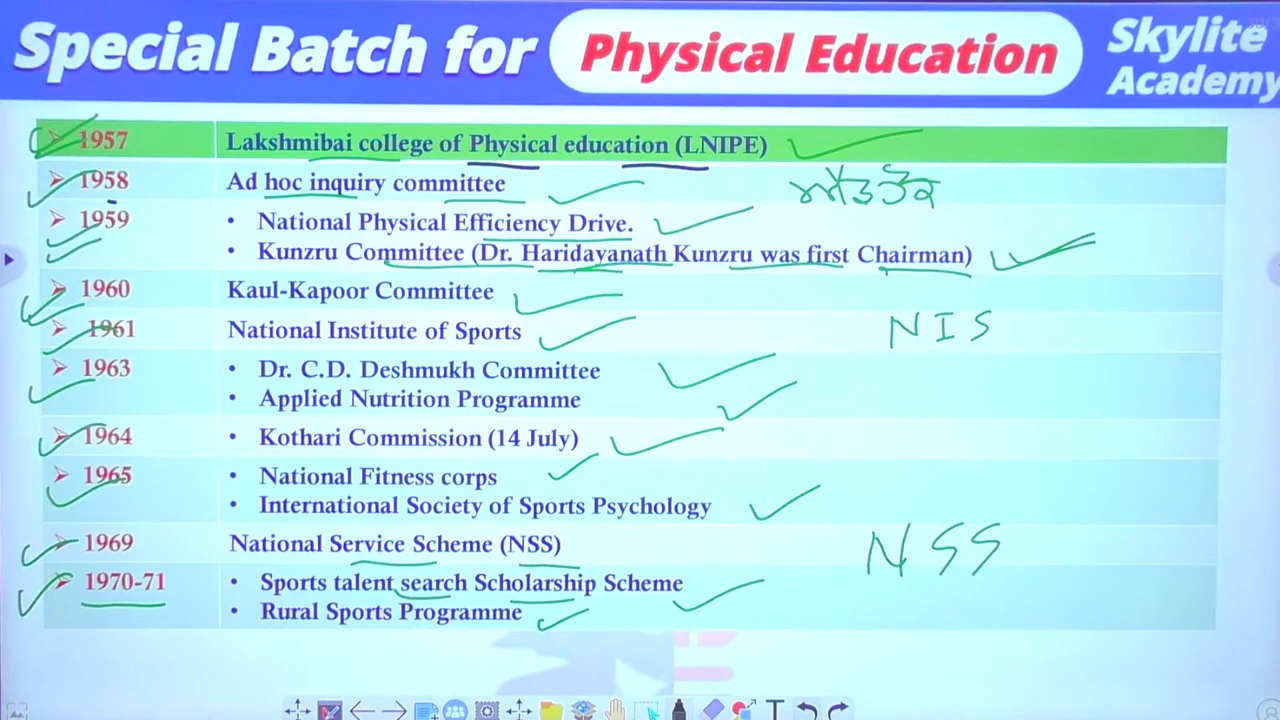 Special Batch for Physical Education Skylite Academy
➢ 1957 Lakshmibai college of Physical education (LNIPE)
➢ 1958 Ad hoc inquiry committee
➢ 1959 • National Physical Efficiency Drive.
• Kunzru Committee (Dr. Haridayanath Kunzru was first Chairman)
➢ 1960 Kaul-Kapoor Committee
➢ 1961 National Institute of Sports NIS
➢ 1963 • Dr. C.D. Deshmukh Committee
• Applied Nutrition Programme
➢ 1964 • Kothari Commission (14 July)
➢ 1965 • National Fitness corps
• International Society of Sports Psychology
➢ 1969 National Service Scheme (NSS) NSS
➢ 1970-71 • Sports talent search Scholarship Scheme
• Rural Sports Programme